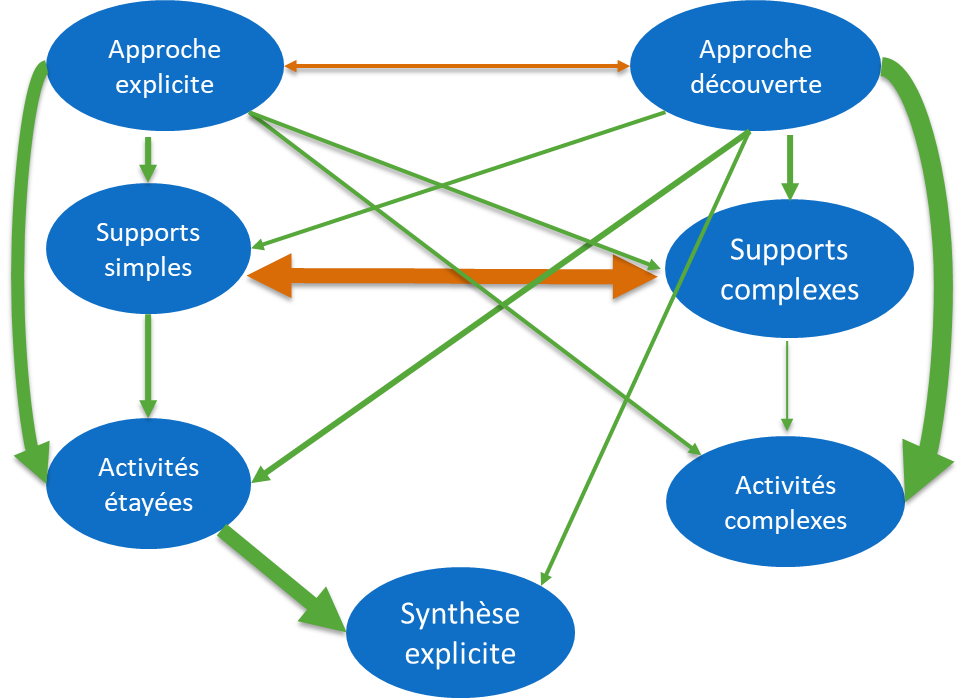 Approche
explicite
Approche
découverte
Supports
simples
Supports
complexes
Activités
étayées
Activités
complexes
Synthèse
explicite